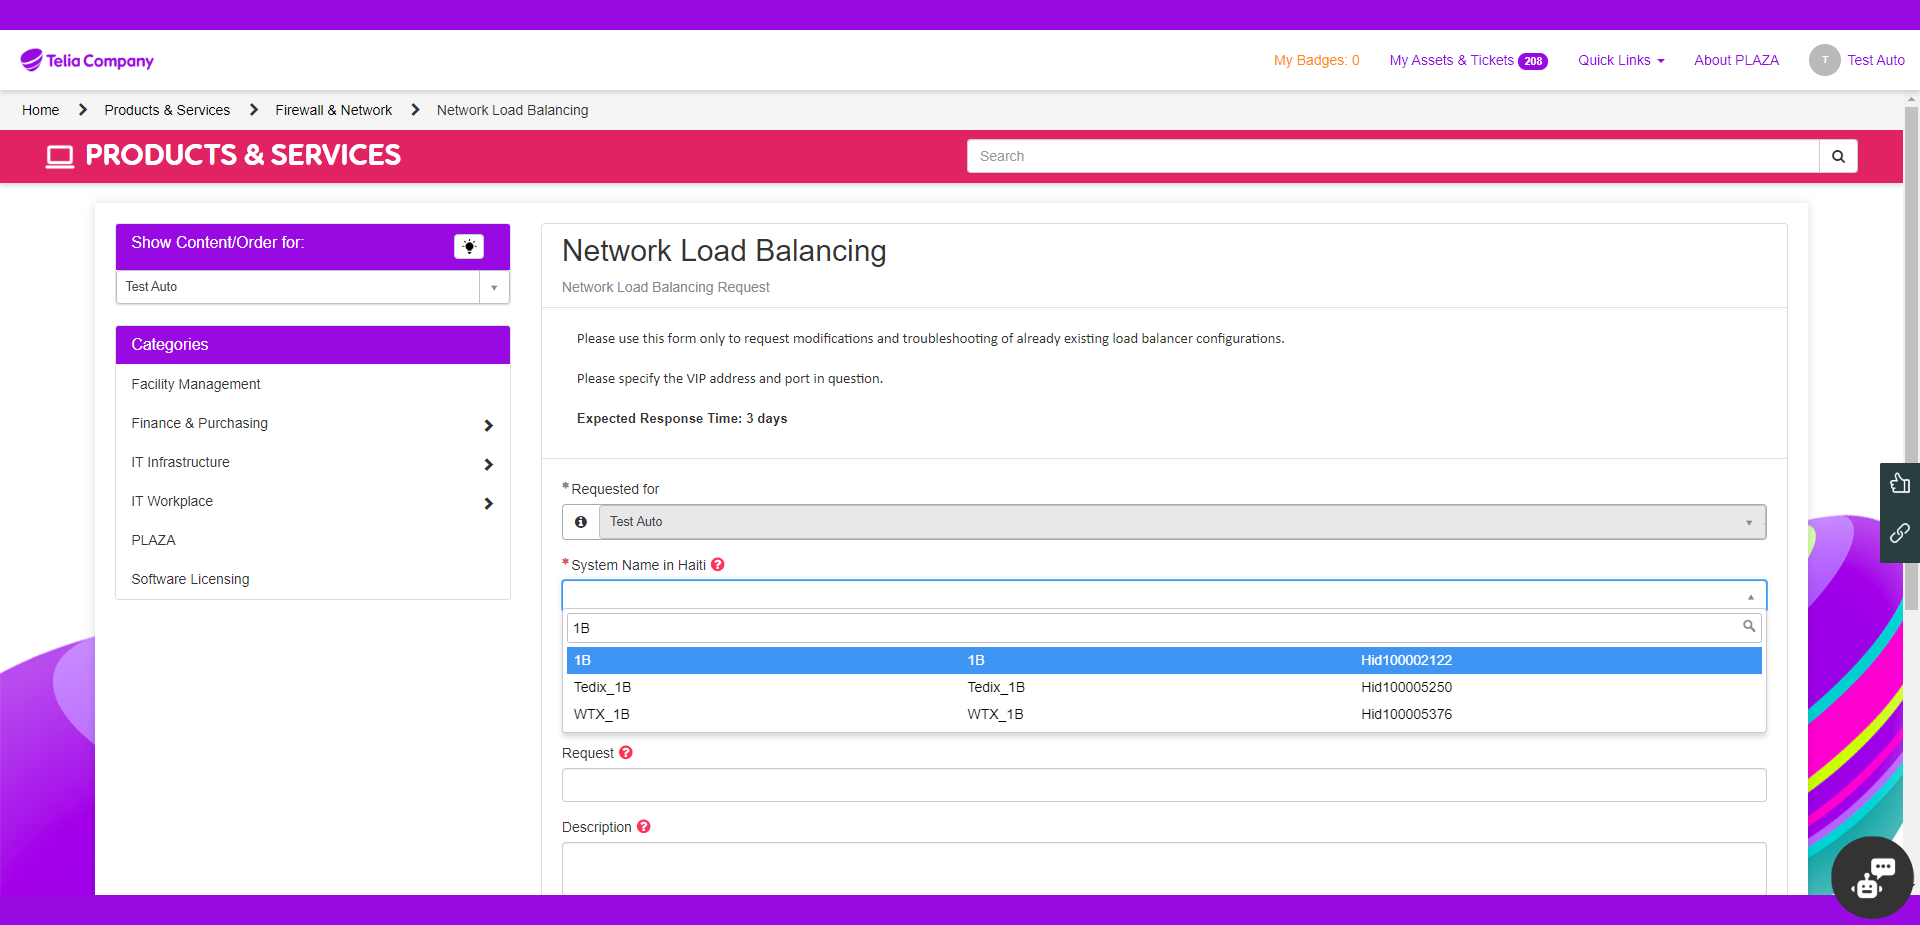 Telia Company
My Badges: 0
My Assets & Tickets 208
Quick Links
About PLAZA
T
Test Auto
Home
Products & Services
Firewall & Network
Network Load Balancing
PRODUCTS & SERVICES
Search
Show Content/Order for:
Test Auto
Categories
Facility Management
Finance & Purchasing
IT Infrastructure
IT Workplace
PLAZA
Software Licensing
Network Load Balancing
Network Load Balancing Request
Please use this form only to request modifications and troubleshooting of already existing load balancer configurations.
Please specify the VIP address and port in question.
Expected Response Time: 3 days
*Requested for
Test Auto
*System Name in Haiti
1B
1B 1B Hid100002122
Tedix_1B Tedix_1B Hid100005250
WTX_1B WTX_1B Hid100005376
Request
Description